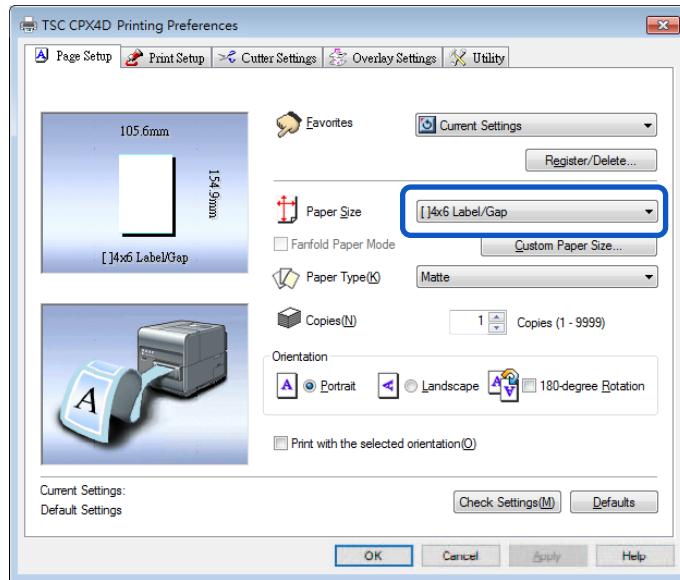 TSC CPX4D Printing Preferences
Page Setup Print Setup Cutter Settings Overlay Settings Utility
105.6mm
154.9mm
[ ]4x6 Label/Gap
Favorites Current Settings
Register/Delete...
Paper Size [ ]4x6 Label/Gap
Fanfold Paper Mode Custom Paper Size...
Paper Type(K) Matte
Copies(N) 1 Copies (1 - 9999)
Orientation
A Portrait A Landscape A A 180-degree Rotation
Print with the selected orientation(O)
A
Current Settings:
Default Settings
Check Settings(M) Defaults
OK Cancel Apply Help